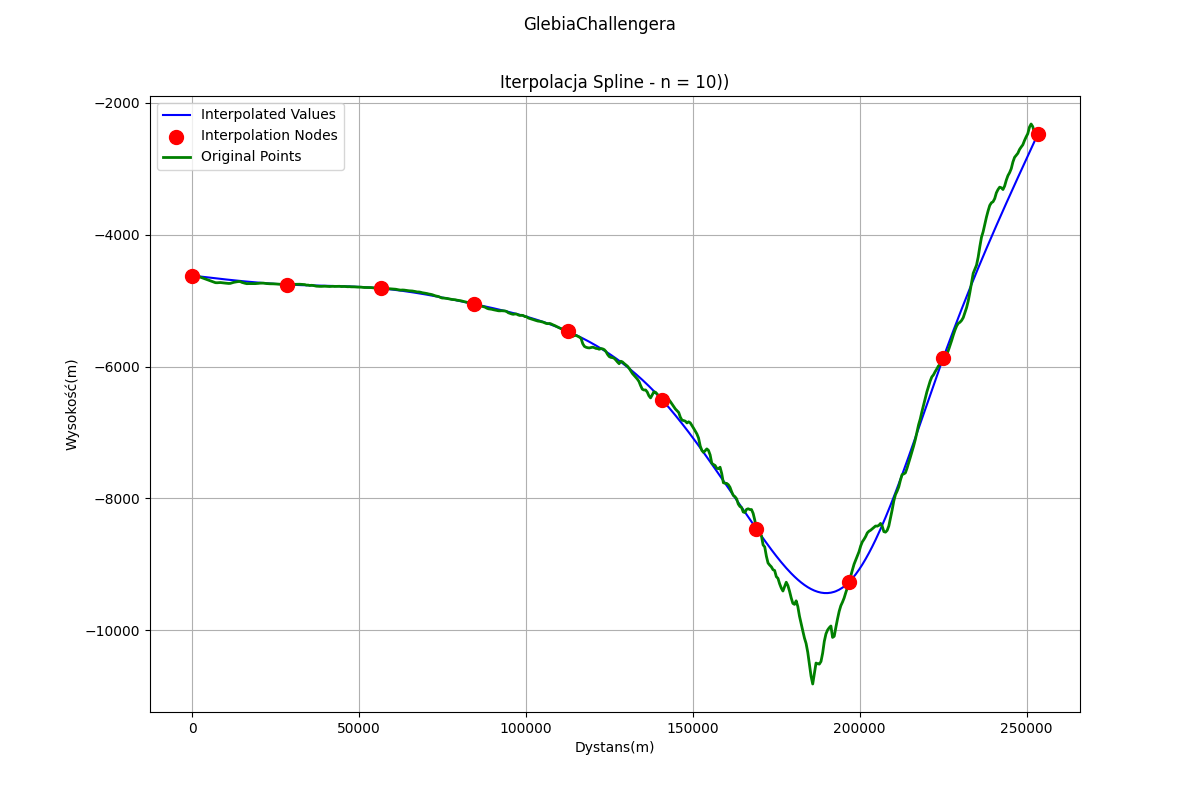 GlebiaChallengera
Iterpolacja Spline - n = 10))
Interpolated Values
Interpolation Nodes
Original Points
−2000
−4000
−6000
−8000
−10000
Wysokość(m)
0
50000
100000
150000
200000
250000
Dystans(m)